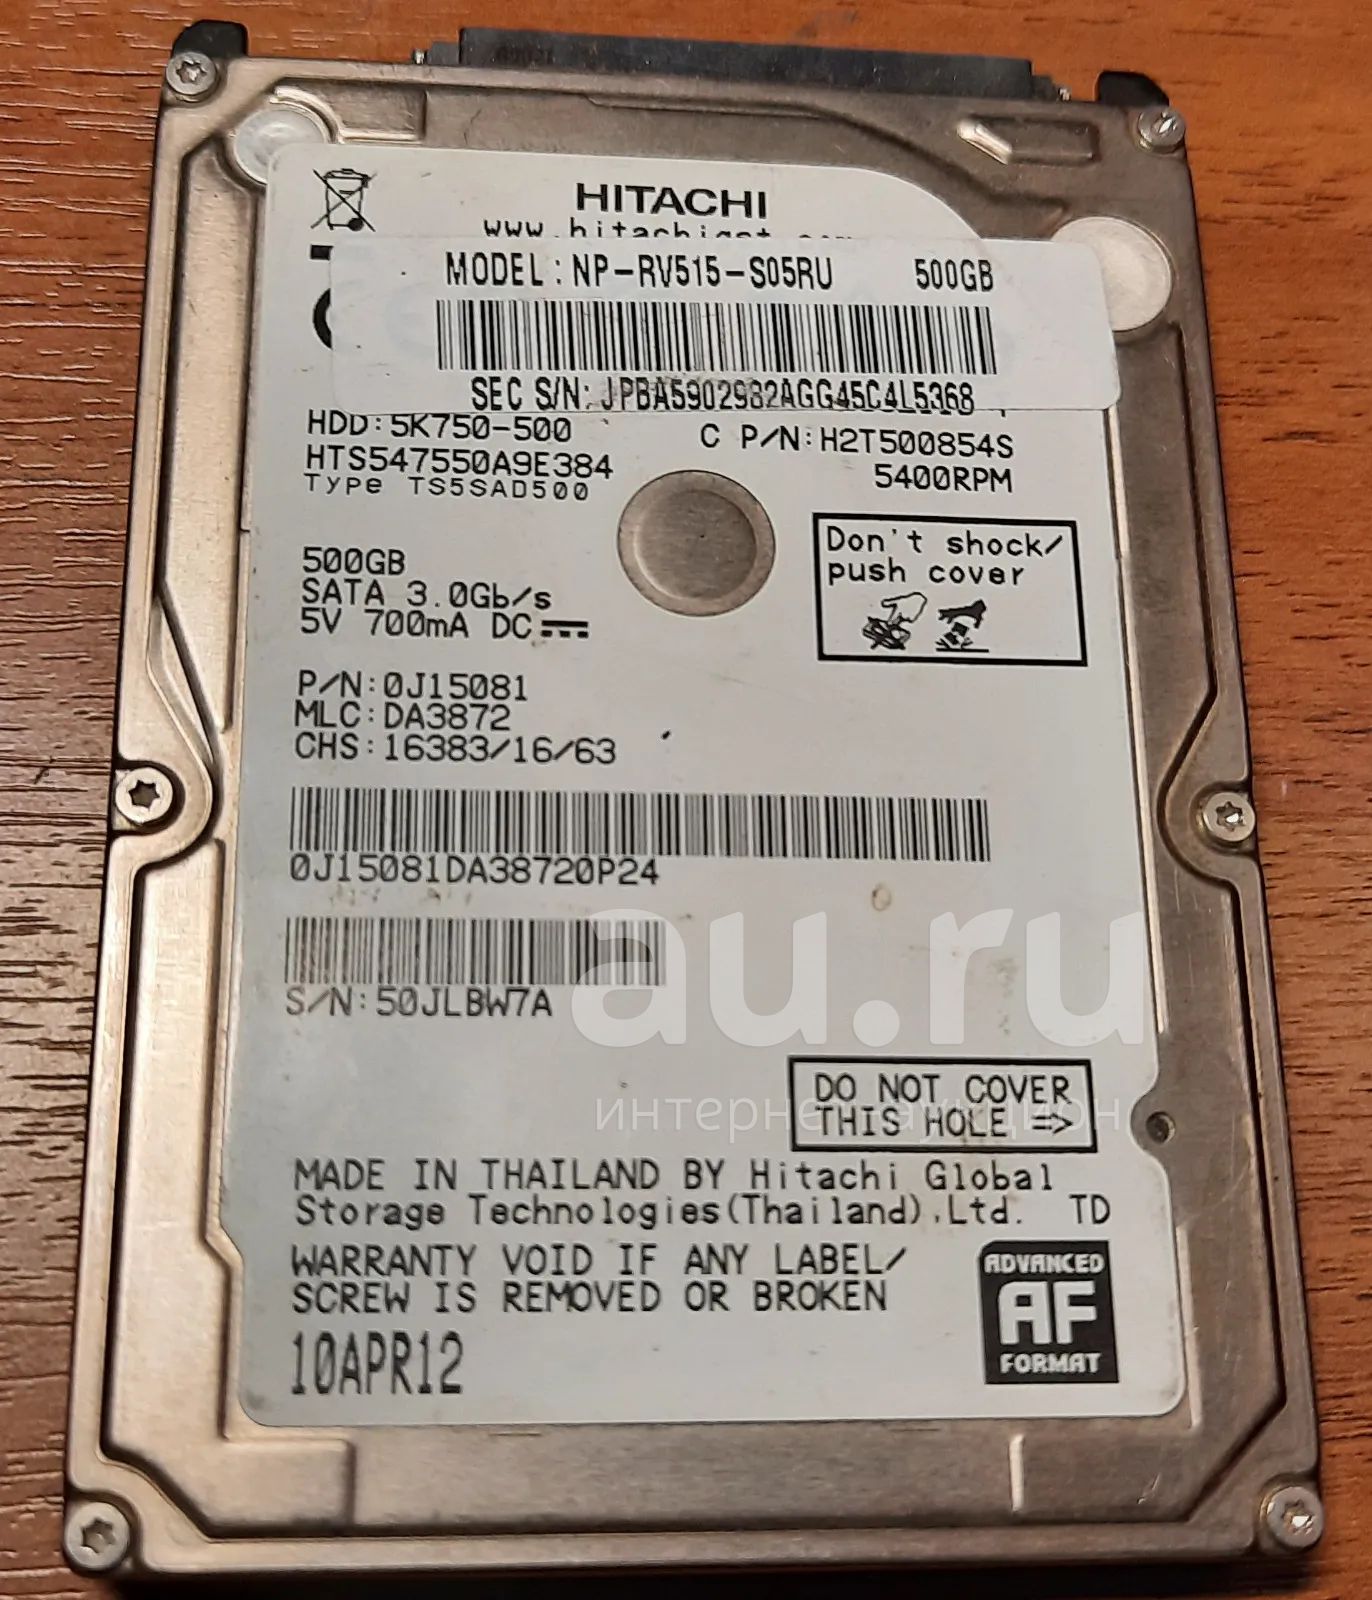 HITACHI
MODEL: NP-RV515-S05RU 500GB
SEC S/N: JPBA5902982AGG45C4L5368
HDD:5K750-500 C P/N:H2T500854S
HTS547550A9E384 5400RPM
Type TS5SAD500
Don't shock/
push cover
500GB
SATA 3.0Gb/s
5V 700mA DC
P/N:0J15081
MLC:DA3872
CHS:16383/16/63
0J15081DA38720P24
S/N:50JLBW7A
au.ru
интернет аукцион
DO NOT COVER
THIS HOLE =>
MADE IN THAILAND BY Hitachi Global
Storage Technologies(Thailand),Ltd. TD
WARRANTY VOID IF ANY LABEL/
SCREW IS REMOVED OR BROKEN
10APR12
ADVANCED
AF
FORMAT